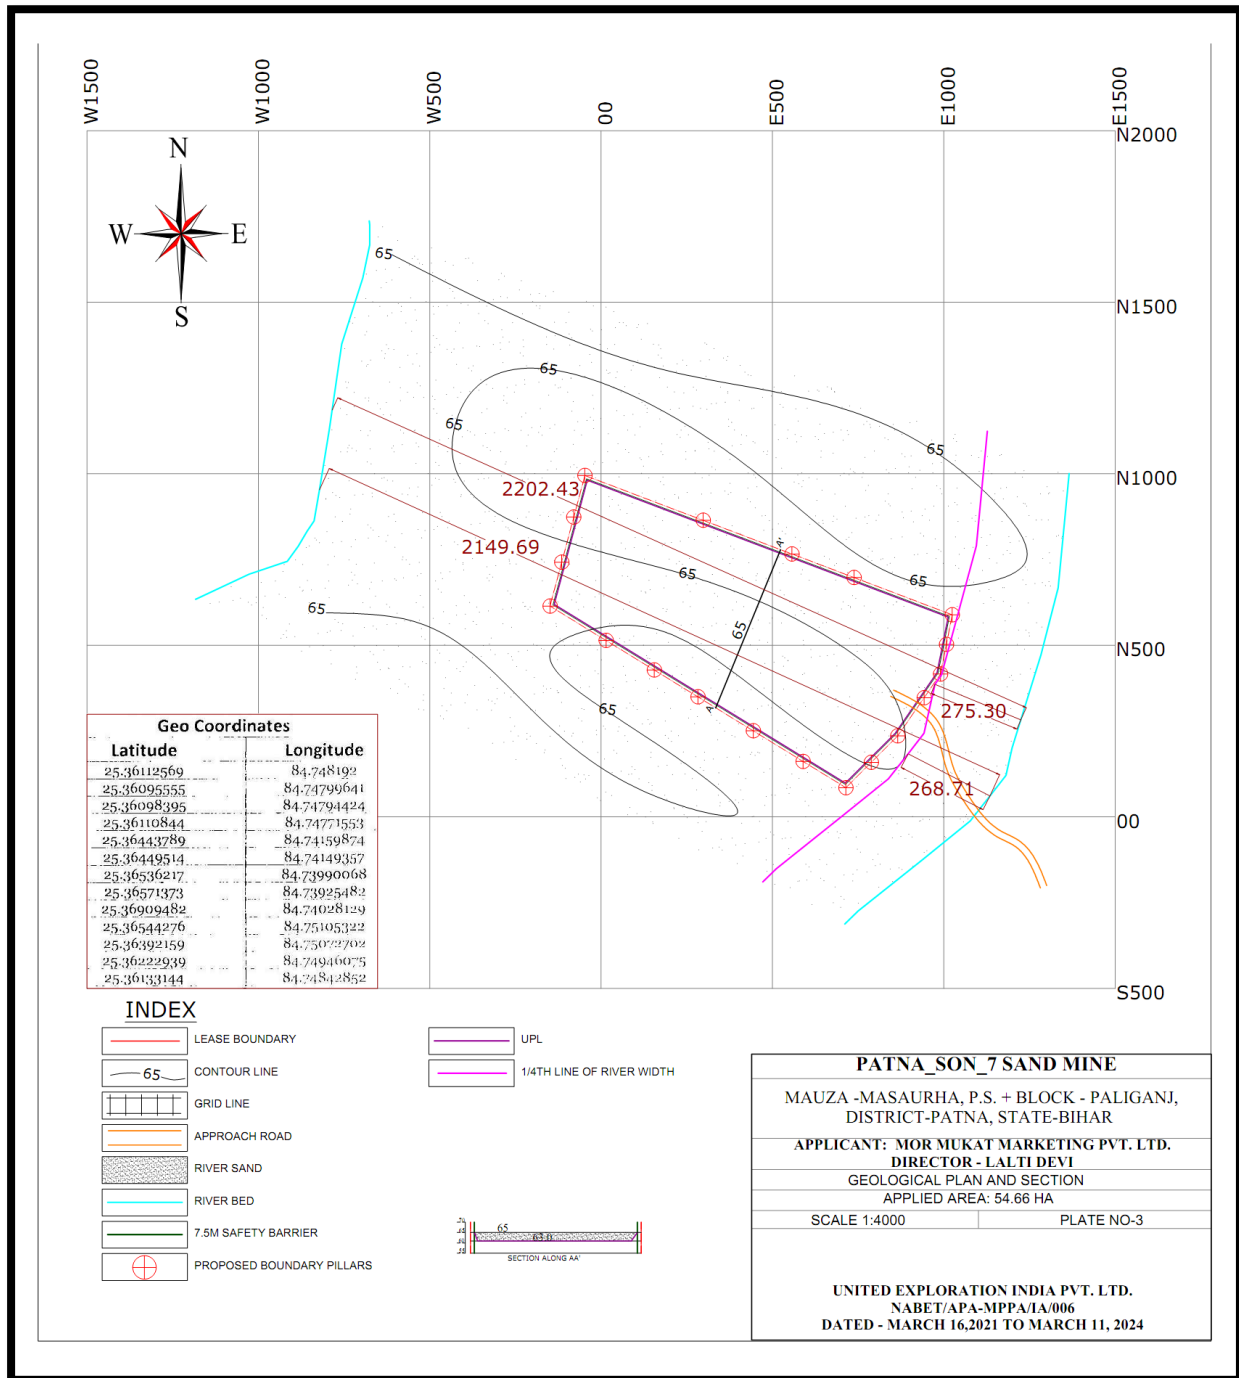 W1500
W1000
W500
00
E500
E1000
E1500
N2000
N
W E
S
65
N1500
65
65
65
N1000
2202.43
2149.69
A'
65
65
65
65
N500
A
65
275.30
268.71
00
S500
Geo Coordinates
Latitude Longitude
25.36112569 84.748192
25.36095555 84.74799641
25.36098395 84.74794424
25.36110844 84.74771553
25.36443789 84.74159874
25.36449514 84.74149357
25.36536217 84.73990068
25.36571373 84.73925482
25.36909482 84.74028129
25.36544276 84.75105322
25.36392159 84.75072702
25.36222939 84.74946075
25.36133144 84.74842852
INDEX
LEASE BOUNDARY
65 CONTOUR LINE
GRID LINE
APPROACH ROAD
RIVER SAND
RIVER BED
7.5M SAFETY BARRIER
PROPOSED BOUNDARY PILLARS
UPL
1/4TH LINE OF RIVER WIDTH
65
63.0
SECTION ALONG AA'
PATNA_SON_7 SAND MINE
MAUZA -MASAURHA, P.S. + BLOCK - PALIGANJ,
DISTRICT-PATNA, STATE-BIHAR
APPLICANT: MOR MUKAT MARKETING PVT. LTD.
DIRECTOR - LALTI DEVI
GEOLOGICAL PLAN AND SECTION
APPLIED AREA: 54.66 HA
SCALE 1:4000 PLATE NO-3
UNITED EXPLORATION INDIA PVT. LTD.
NABET/APA-MPPA/IA/006
DATED - MARCH 16,2021 TO MARCH 11, 2024